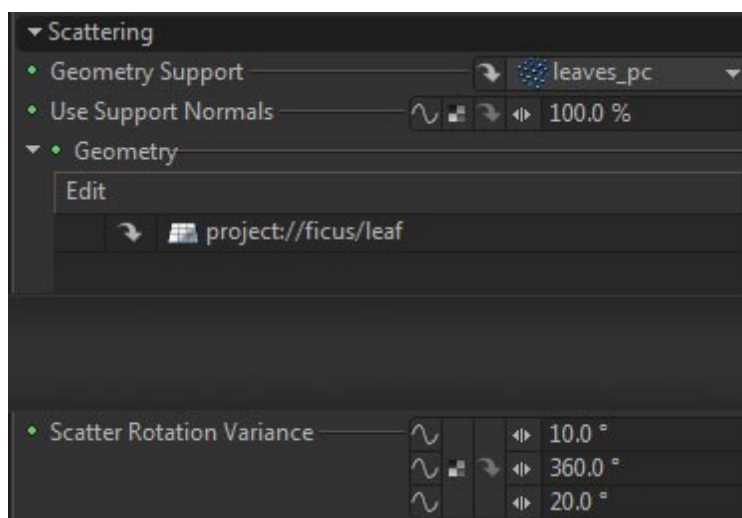 Scattering
Geometry Support leaves_pc
Use Support Normals 100.0 %
Geometry
Edit
project://ficus/leaf
Scatter Rotation Variance 10.0 °
360.0 °
20.0 °